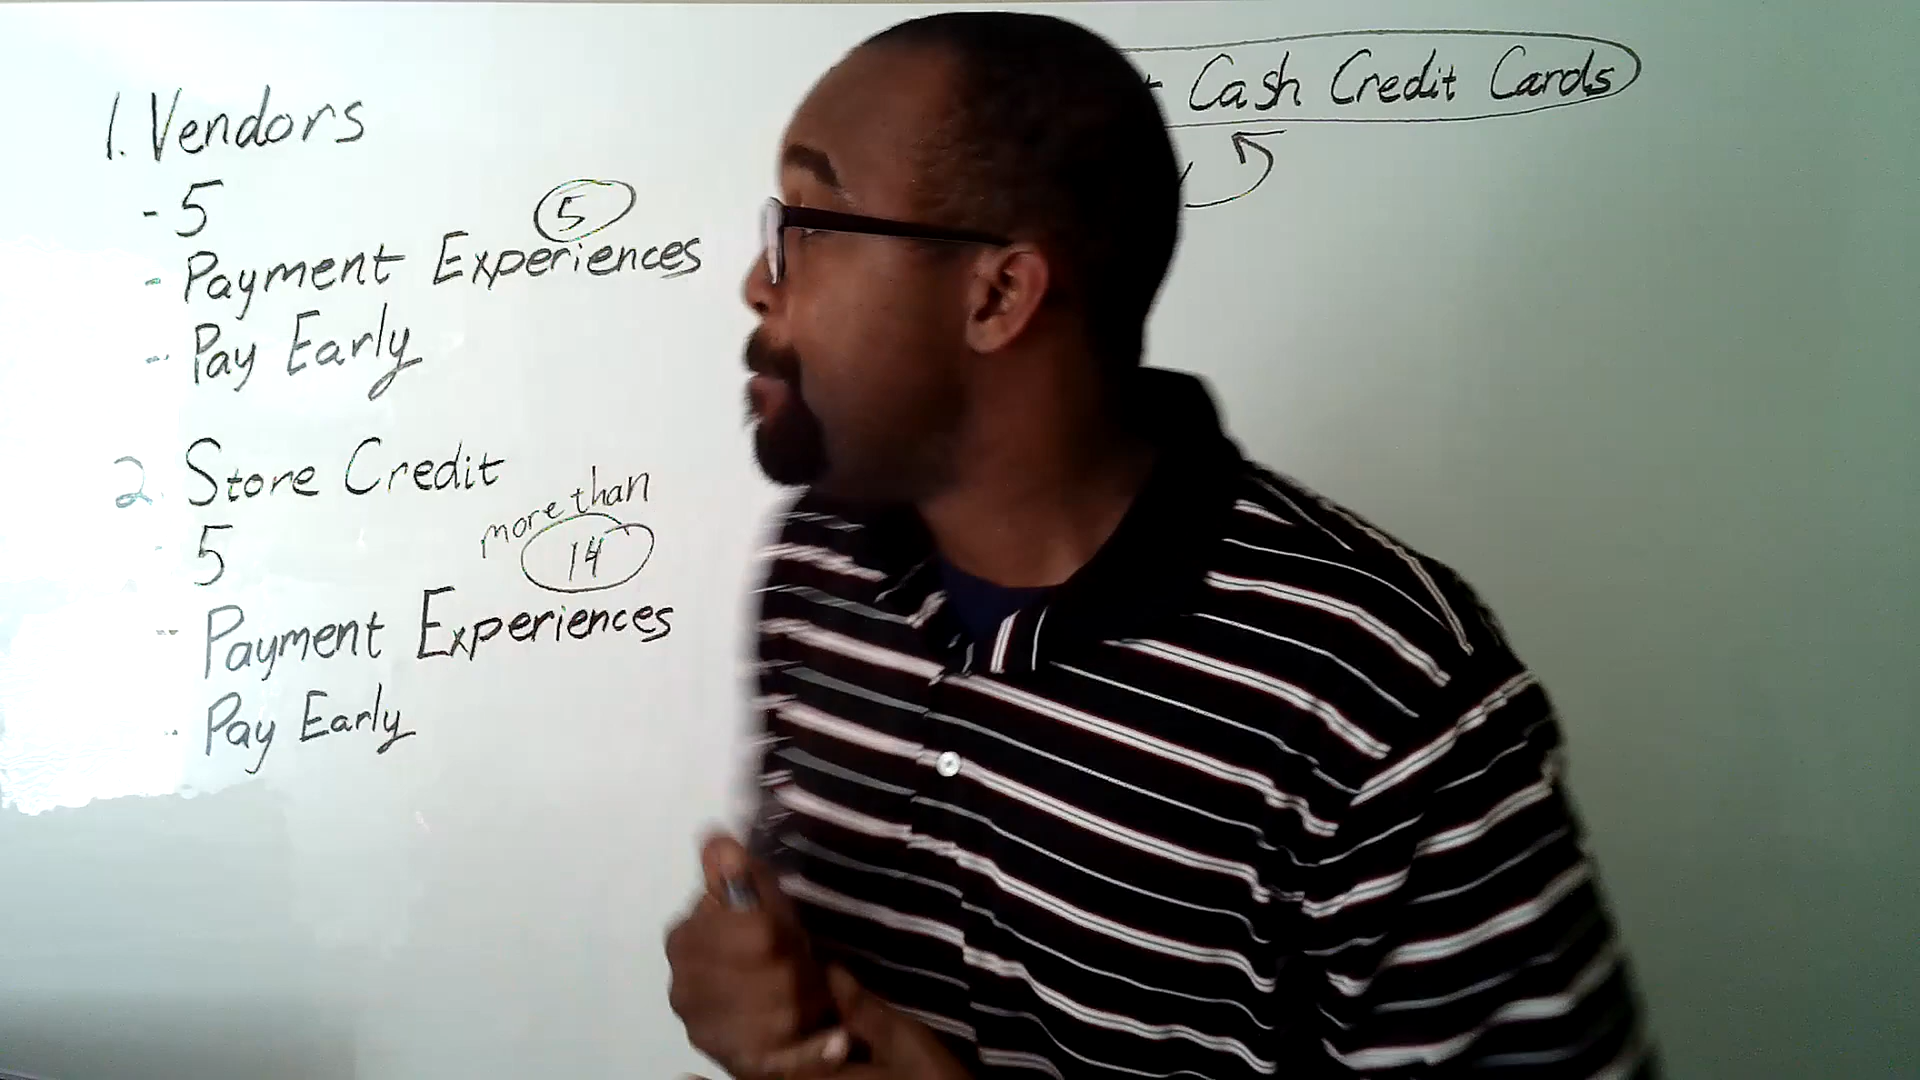 1. Vendors
- 5
5
- Payment Experiences
- Pay Early
2. Store Credit
more than
- 5
14
- Payment Experiences
- Pay Early
Cash Credit Cards